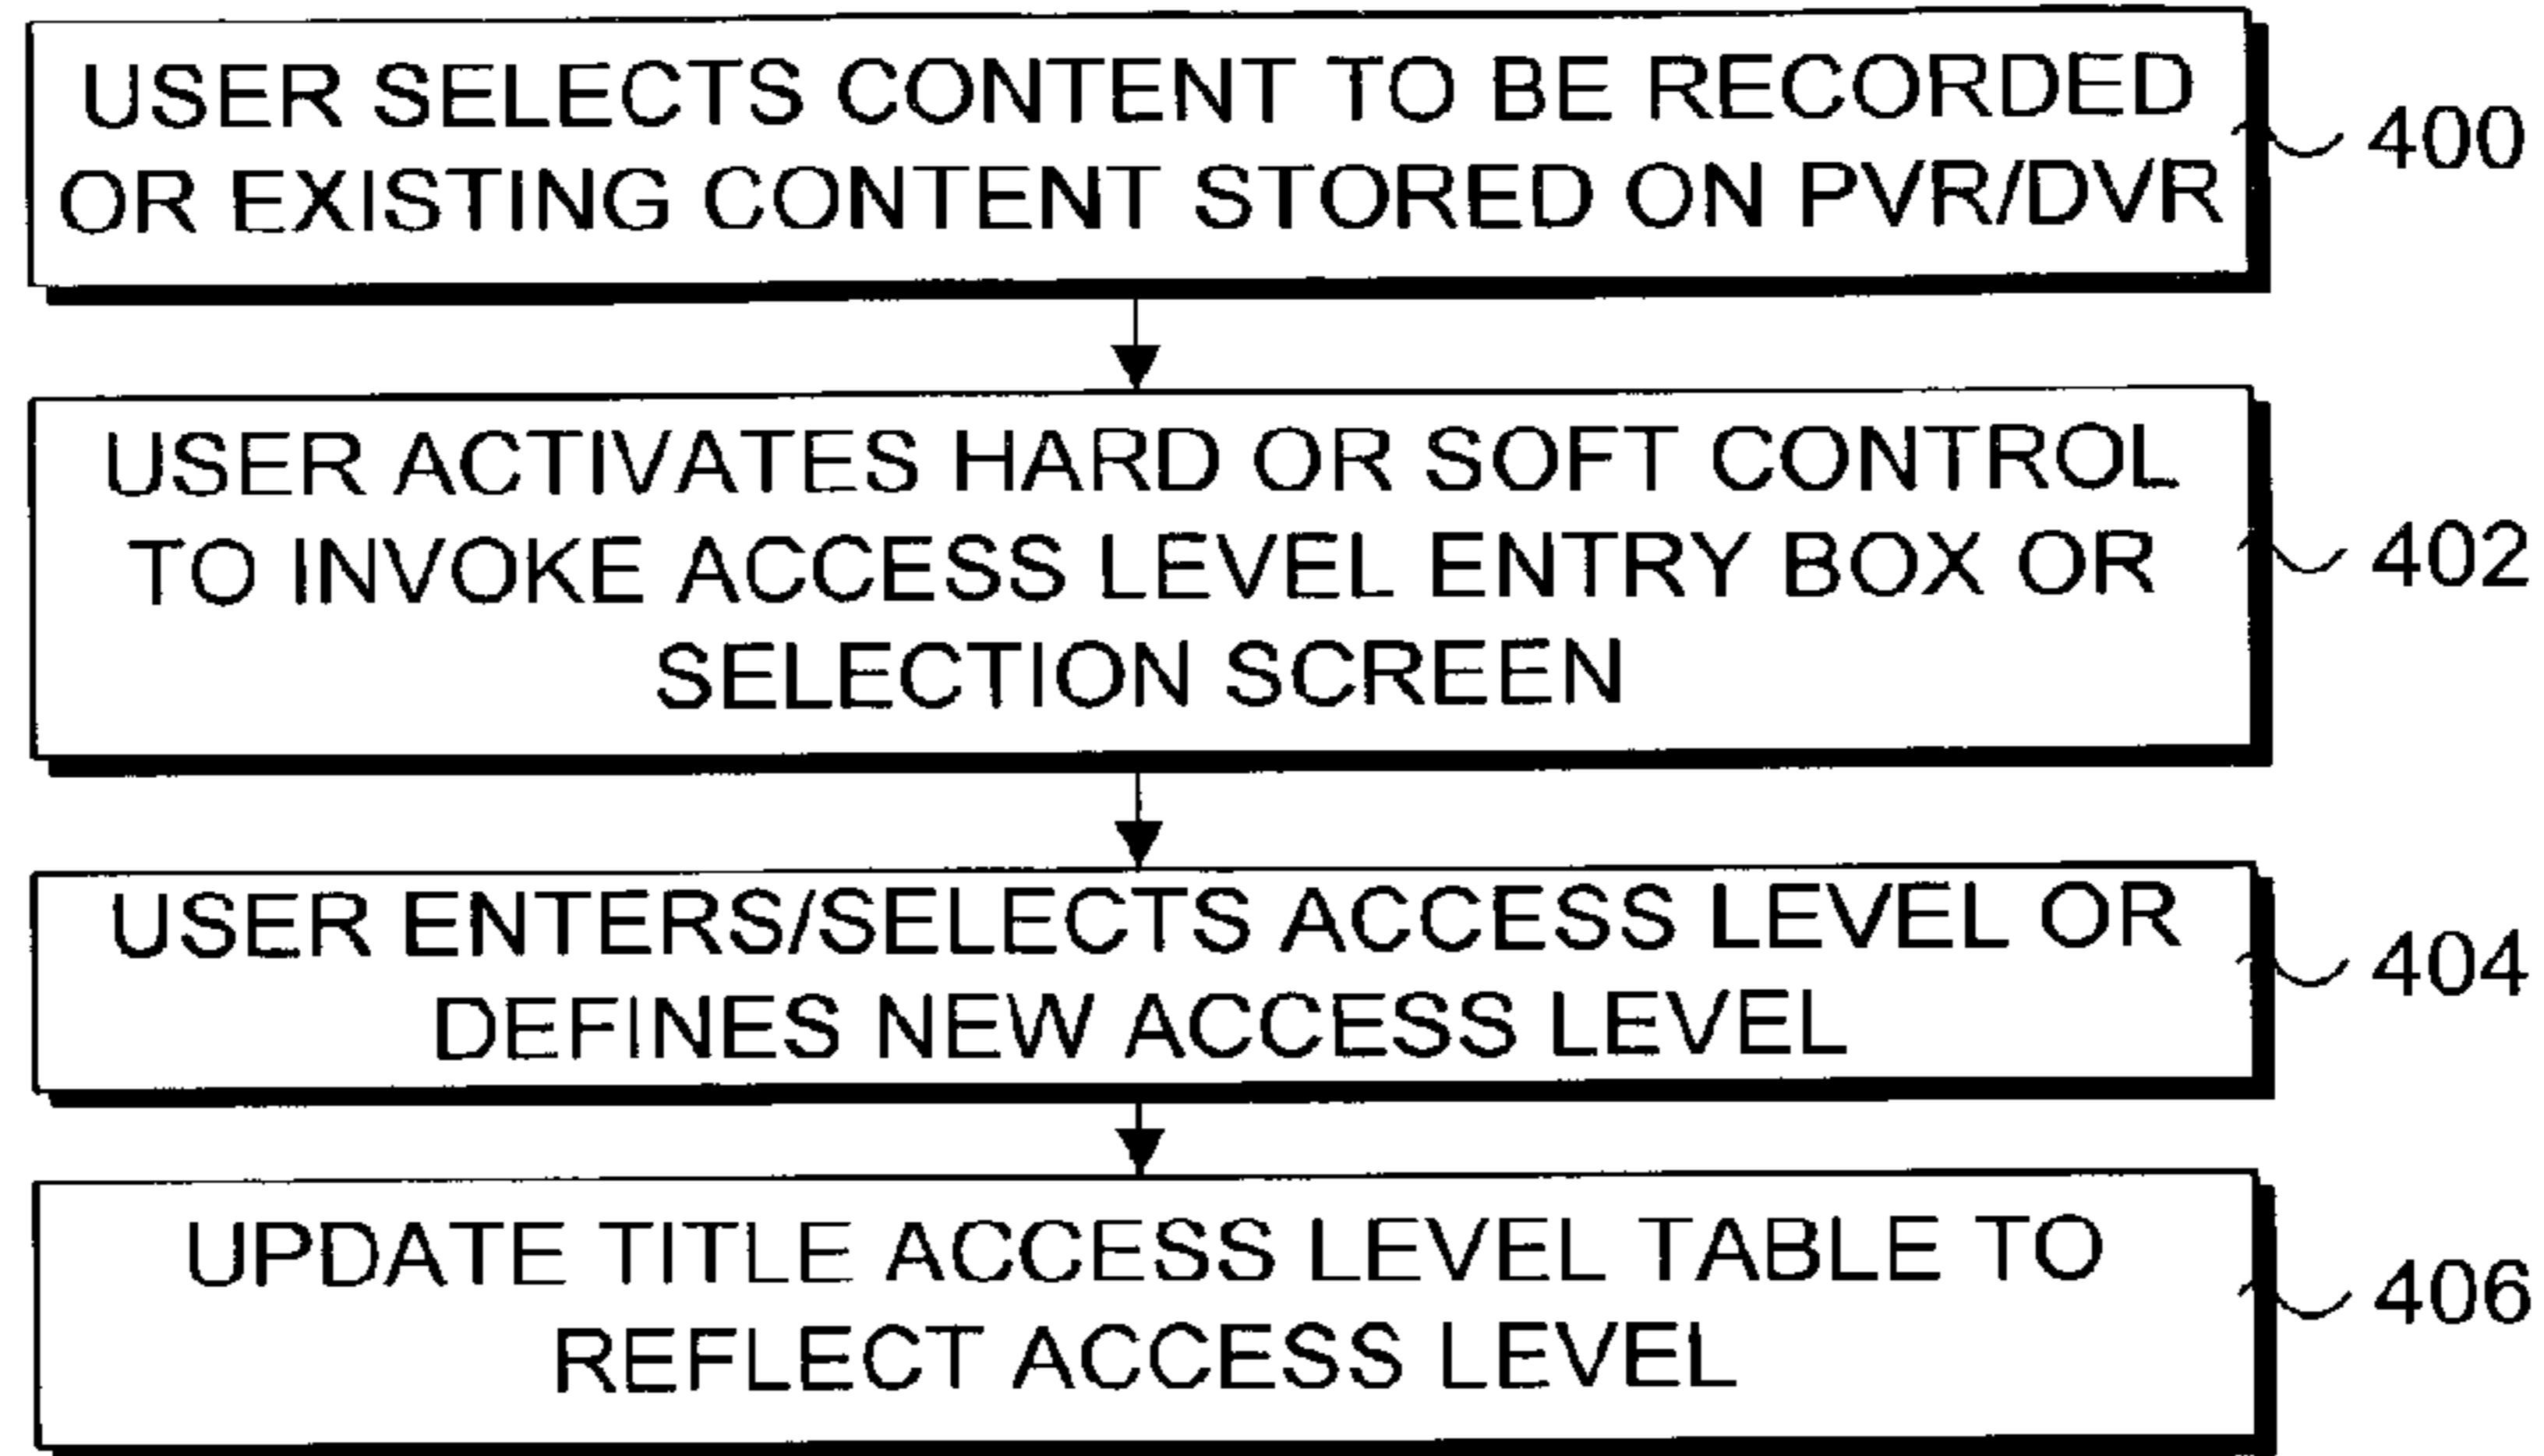 USER SELECTS CONTENT TO BE RECORDED
OR EXISTING CONTENT STORED ON PVR/DVR
400
USER ACTIVATES HARD OR SOFT CONTROL
TO INVOKE ACCESS LEVEL ENTRY BOX OR
SELECTION SCREEN
402
USER ENTERS/SELECTS ACCESS LEVEL OR
DEFINES NEW ACCESS LEVEL
404
UPDATE TITLE ACCESS LEVEL TABLE TO
REFLECT ACCESS LEVEL
406